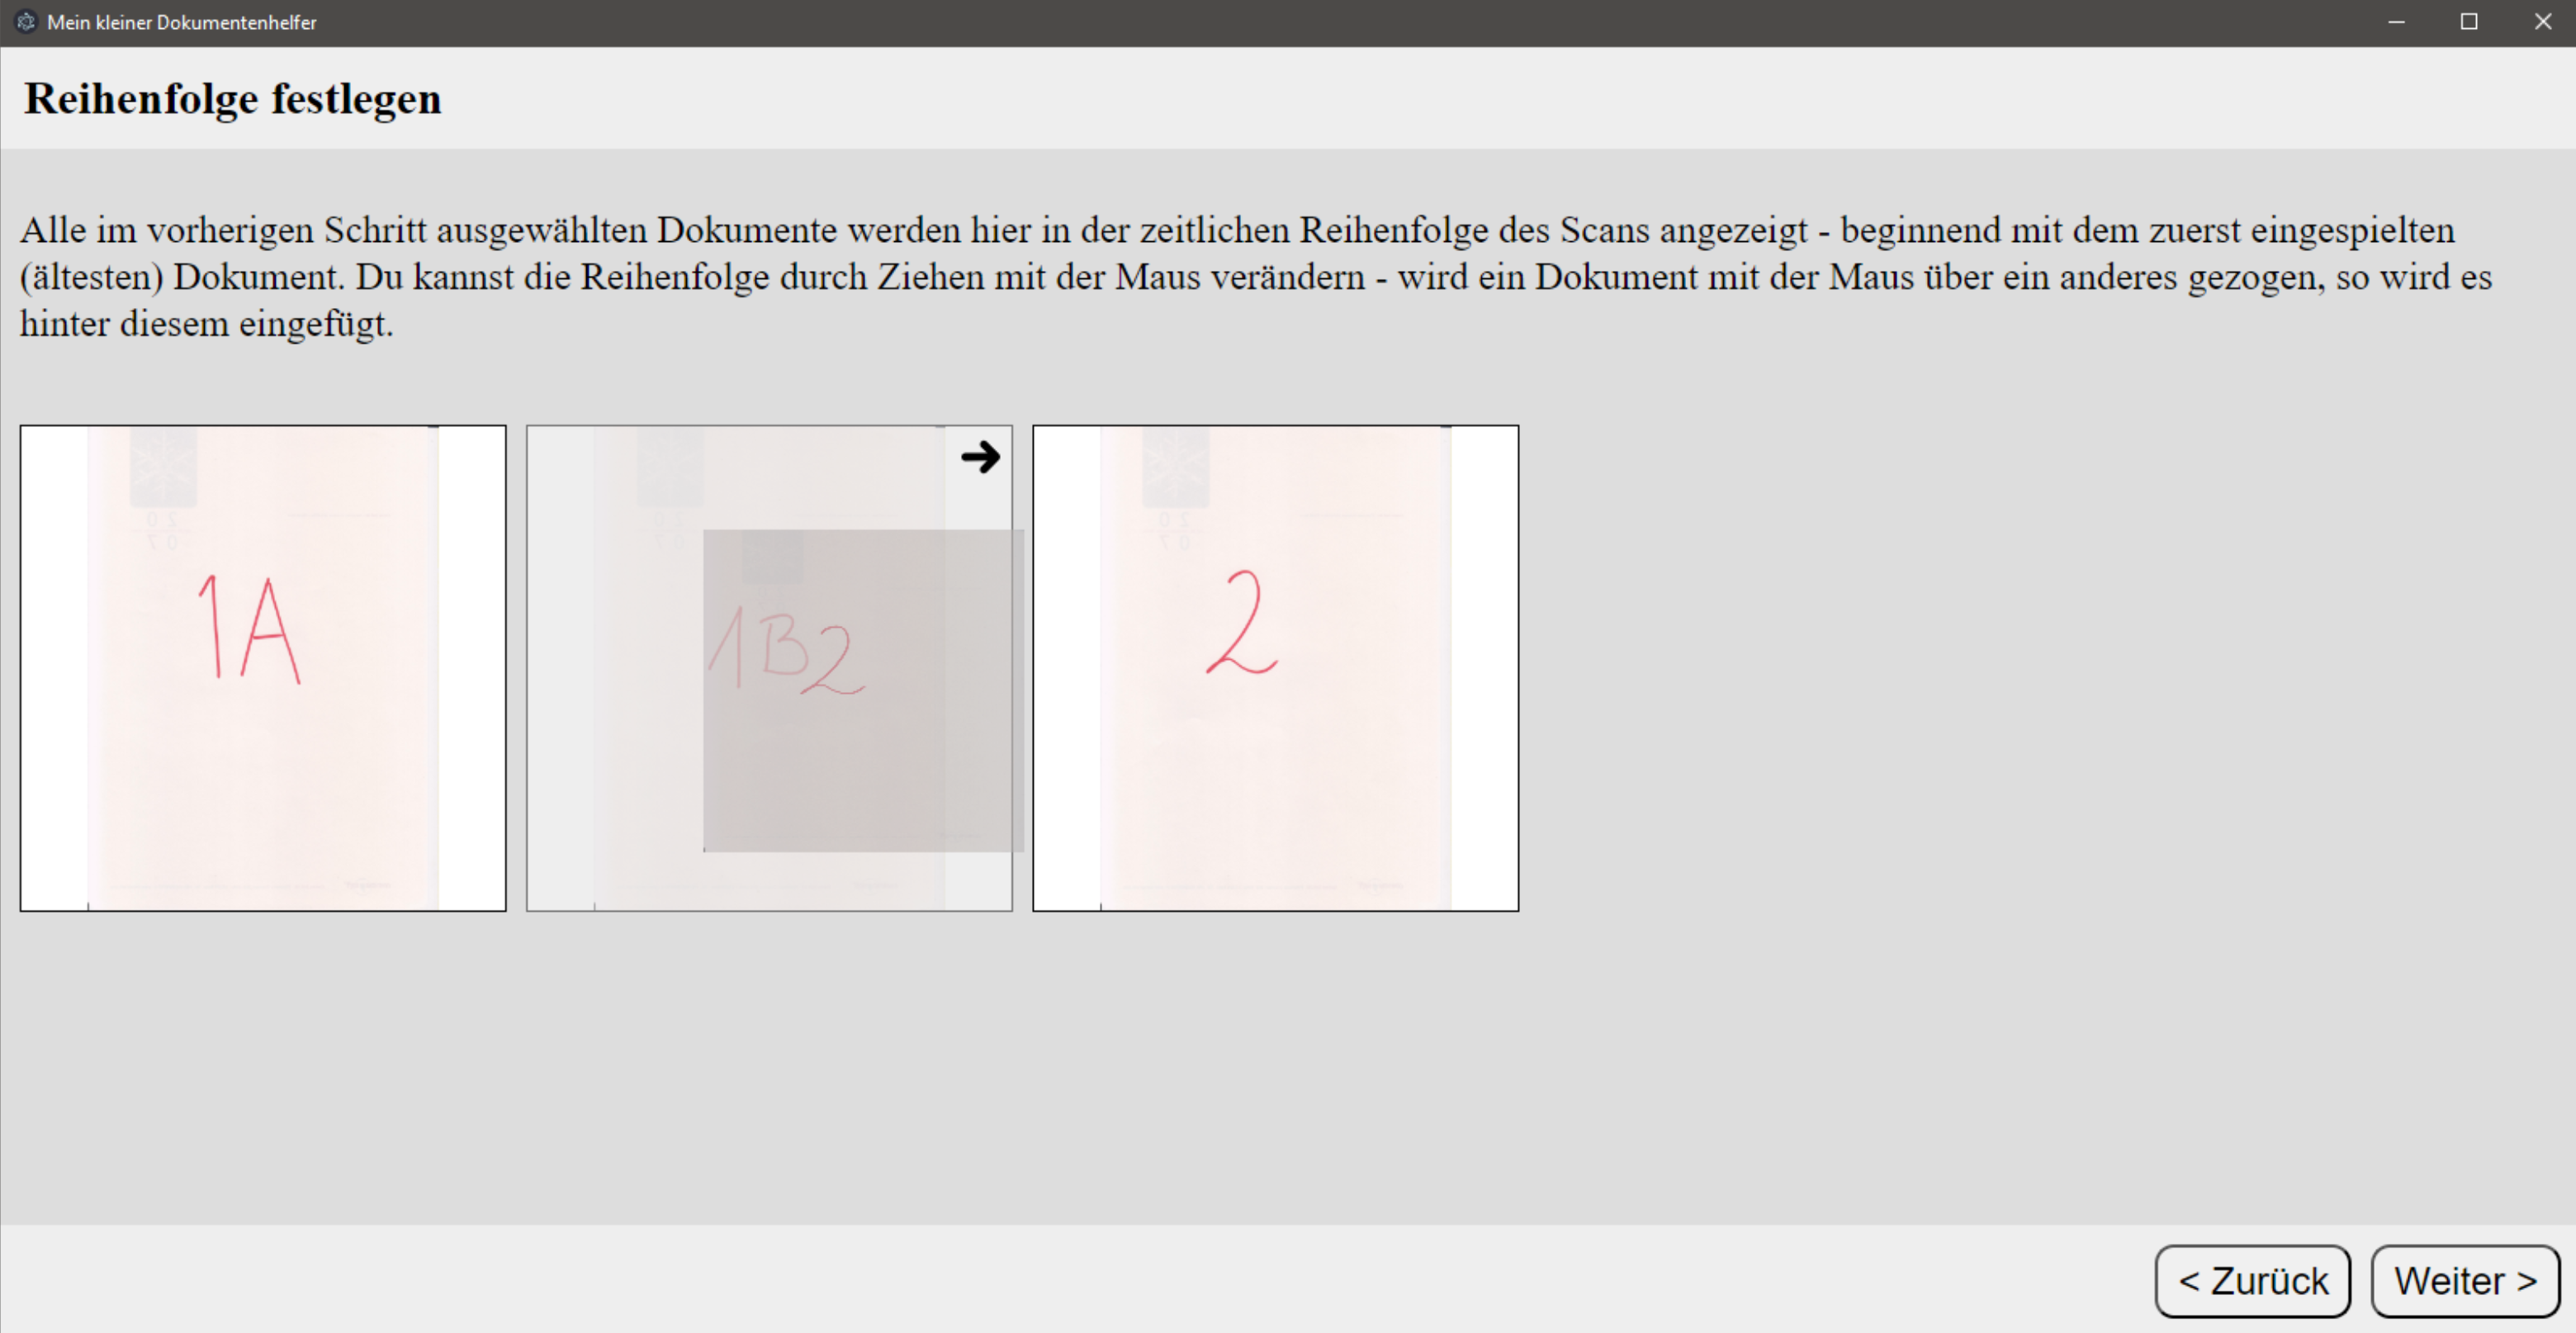 Mein kleiner Dokumentenhelfer
Reihenfolge festlegen
Alle im vorherigen Schritt ausgewählten Dokumente werden hier in der zeitlichen Reihenfolge des Scans angezeigt - beginnend mit dem zuerst eingespielten
(ältesten) Dokument. Du kannst die Reihenfolge durch Ziehen mit der Maus verändern - wird ein Dokument mit der Maus über ein anderes gezogen, so wird es
hinter diesem eingefügt.
1A
1B
2
2
< Zurück
Weiter >